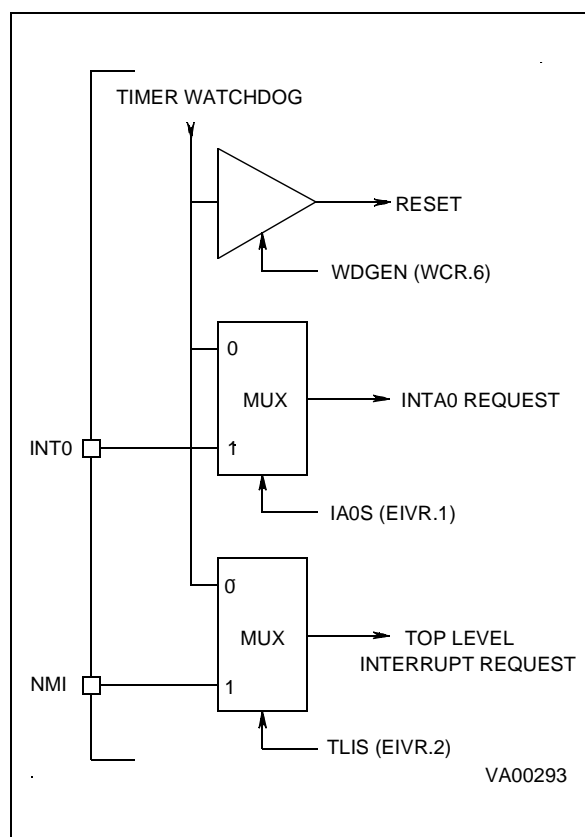 TIMER WATCHDOG
RESET
WDGEN (WCR.6)
0
MUX
INTA0 REQUEST
INT0
1
IA0S (EIVR.1)
0
MUX
TOP LEVEL
INTERRUPT REQUEST
NMI
1
TLIS (EIVR.2)
VA00293